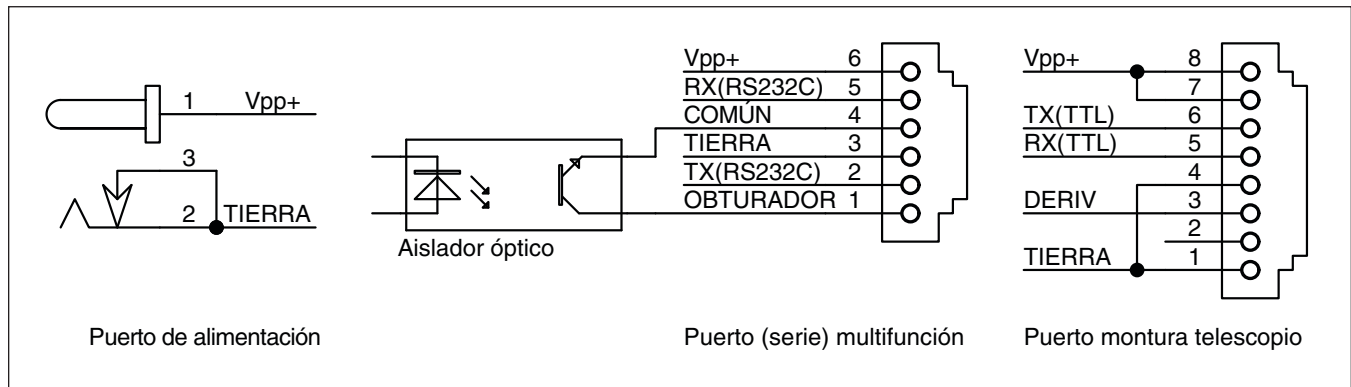 1 Vpp+
3
2 TIERRA
Puerto de alimentación
Aislador óptico
Vpp+ 6
RX(RS232C) 5
COMÚN 4
TIERRA 3
TX(RS232C) 2
OBTURADOR 1
Puerto (serie) multifunción
Vpp+ 8
7
TX(TTL) 6
RX(TTL) 5
4
DERIV 3
2
TIERRA 1
Puerto montura telescopio